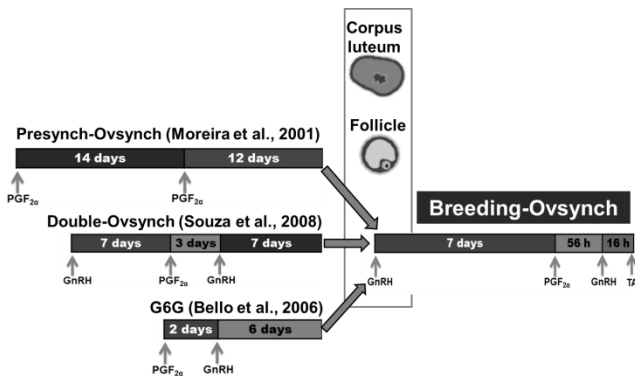 Corpus
luteum
Follicle
Presynch-Ovsynch (Moreira et al., 2001)
14 days 12 days
PGF2α PGF2α
Double-Ovsynch (Souza et al., 2008)
7 days 3 days 7 days
GnRH PGF2α GnRH
G6G (Bello et al., 2006)
2 days 6 days
PGF2α GnRH
Breeding-Ovsynch
7 days 56 h 16 h
GnRH PGF2α GnRH TA